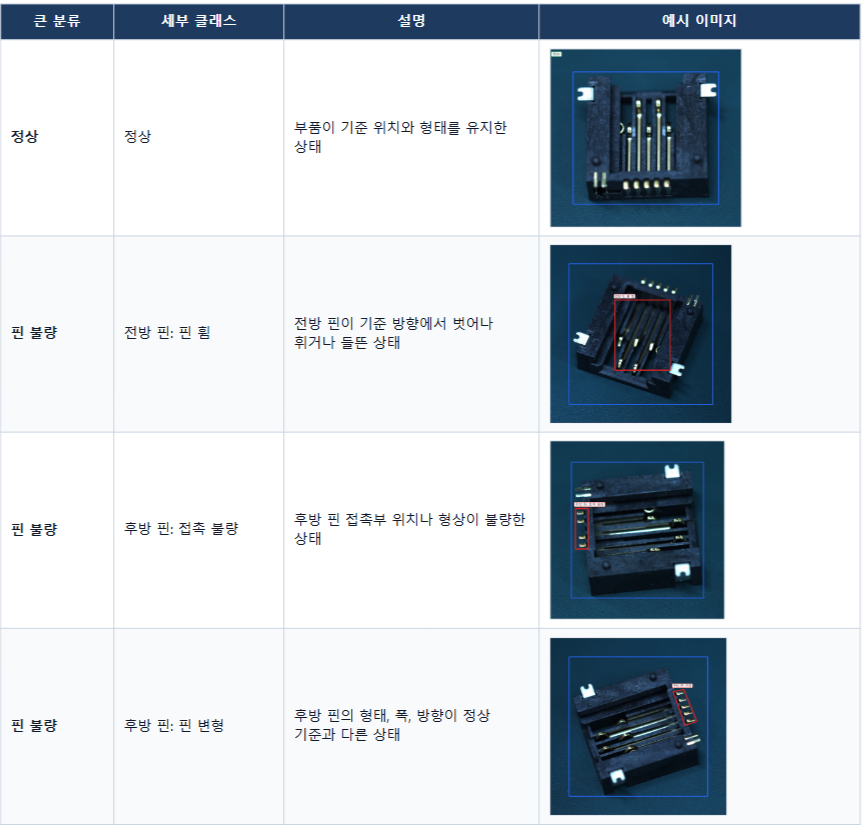 큰 분류 세부 클래스 설명 예시 이미지
정상 정상 부품이 기준 위치와 형태를 유지한
상태
핀 불량 전방 핀: 핀 휨 전방 핀이 기준 방향에서 벗어나
휘거나 들뜬 상태
핀 불량 후방 핀: 접촉 불량 후방 핀 접촉부 위치나 형상이 불량한
상태
핀 불량 후방 핀: 핀 변형 후방 핀의 형태, 폭, 방향이 정상
기준과 다른 상태